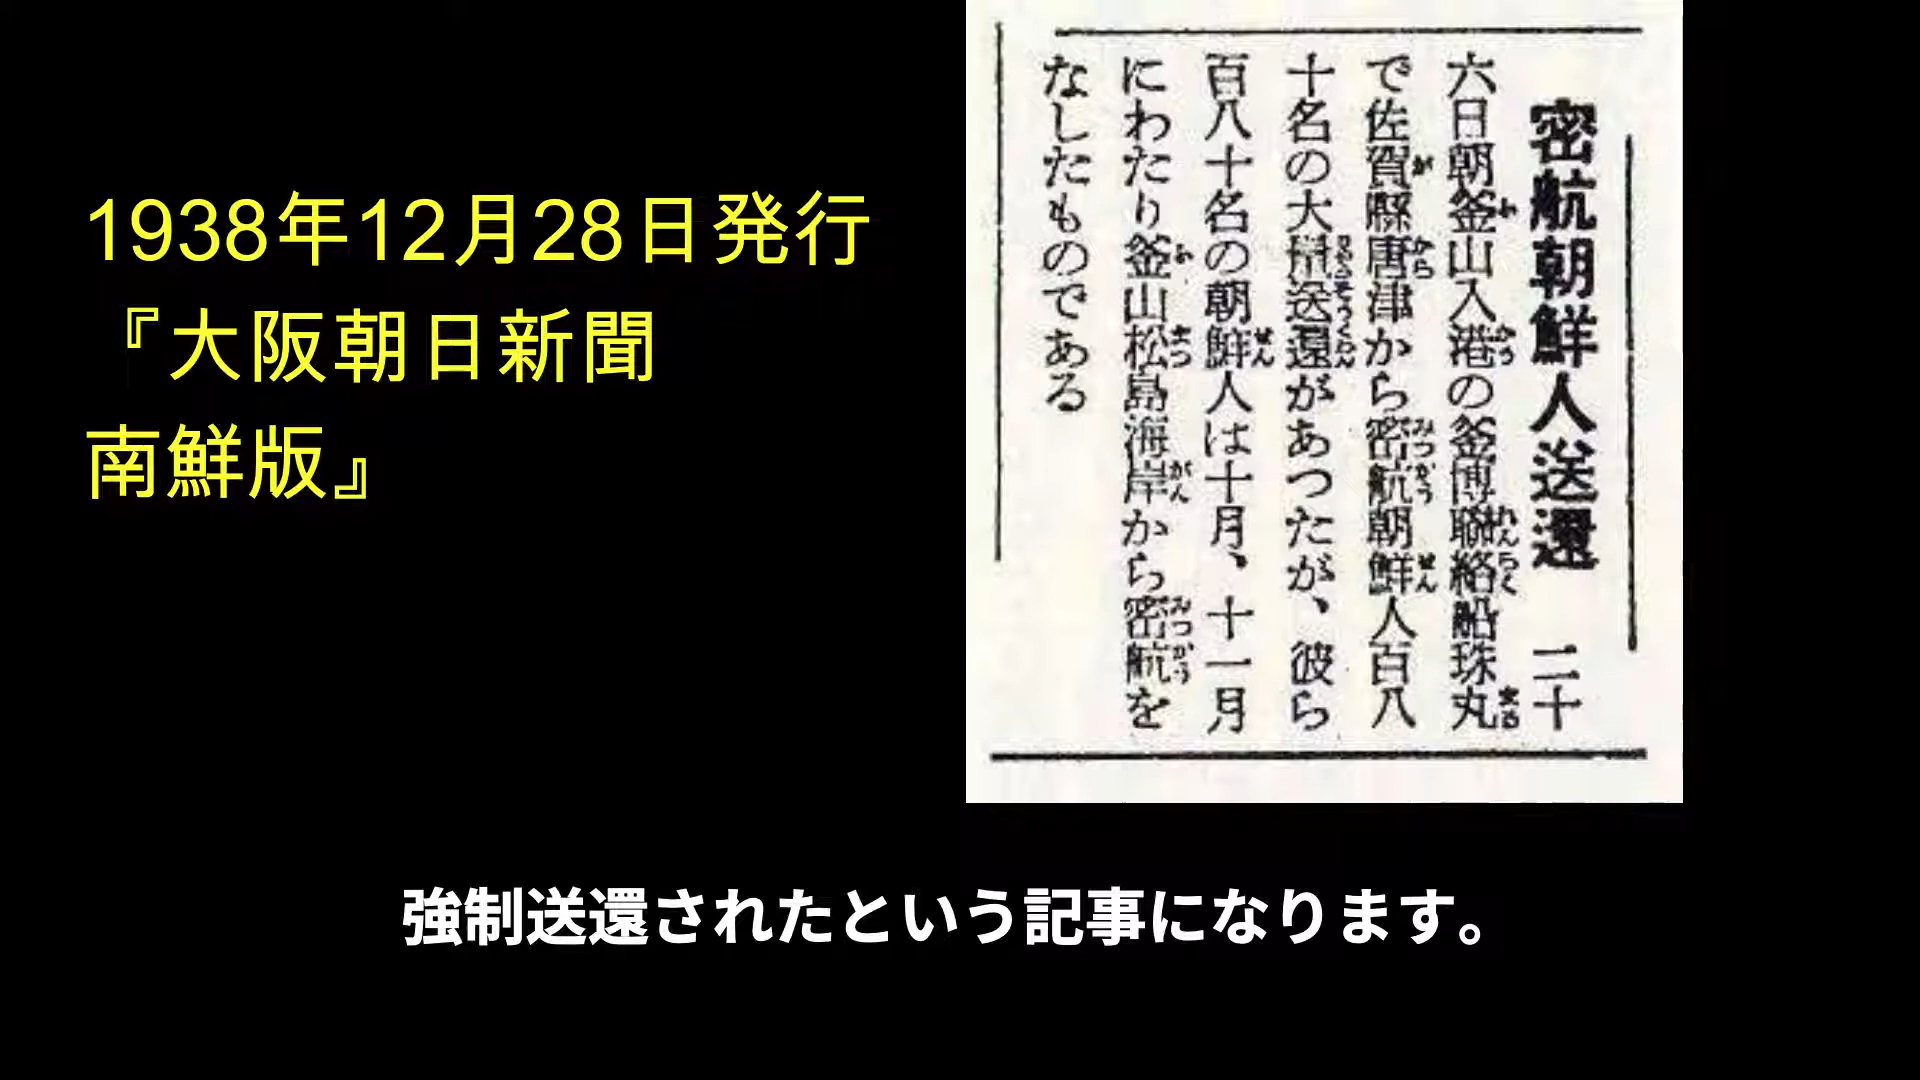 1938年12月28日発行
『大阪朝日新聞
南鮮版』
密航朝鮮人送還 二十
六日朝釜山入港の釜博聯絡船珠丸
で佐賀縣唐津から密航朝鮮人百八
十名の大送還があつたが、彼ら
百八十名の朝鮮人は十月、十一月
にわたり釜山松島海岸から密航を
なしたものである
強制送還されたという記事になります。